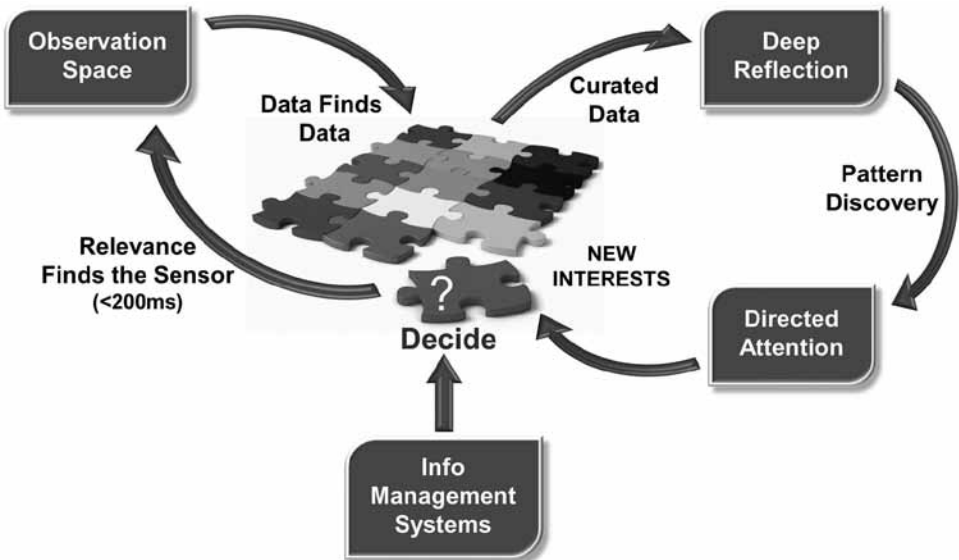 Observation
Space
Data Finds
Data
Curated
Data
Deep
Reflection
Pattern
Discovery
Relevance
Finds the Sensor
(<200ms)
NEW
INTERESTS
?
Decide
Directed
Attention
Info
Management
Systems